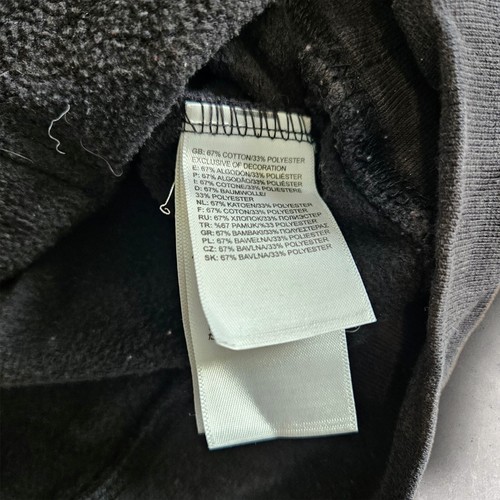 GB: 67% COTTON/33% POLYESTER
EXCLUSIVE OF DECORATION
E: 67% ALGODÓN/33% POLIÉSTER
P: 67% ALGODÃO/33% POLIÉSTER
I: 67% COTONE/33% POLIESTERE
D: 67% BAUMWOLLE/
33% POLYESTER
NL: 67% KATOEN/33% POLYESTER
F: 67% COTON/33% POLYESTER
RU: 67% ХЛОПОК/33% ПОЛИЭСТЕР
TR: %67 PAMUK/%33 POLYESTER
GR: 67% ΒΑΜΒΑΚΙ/33% ΠΟΛΥΕΣΤΕΡΑΣ
PL: 67% BAWEŁNA/33% POLIESTER
CZ: 67% BAVLNA/33% POLYESTER
SK: 67% BAVLNA/33% POLYESTER